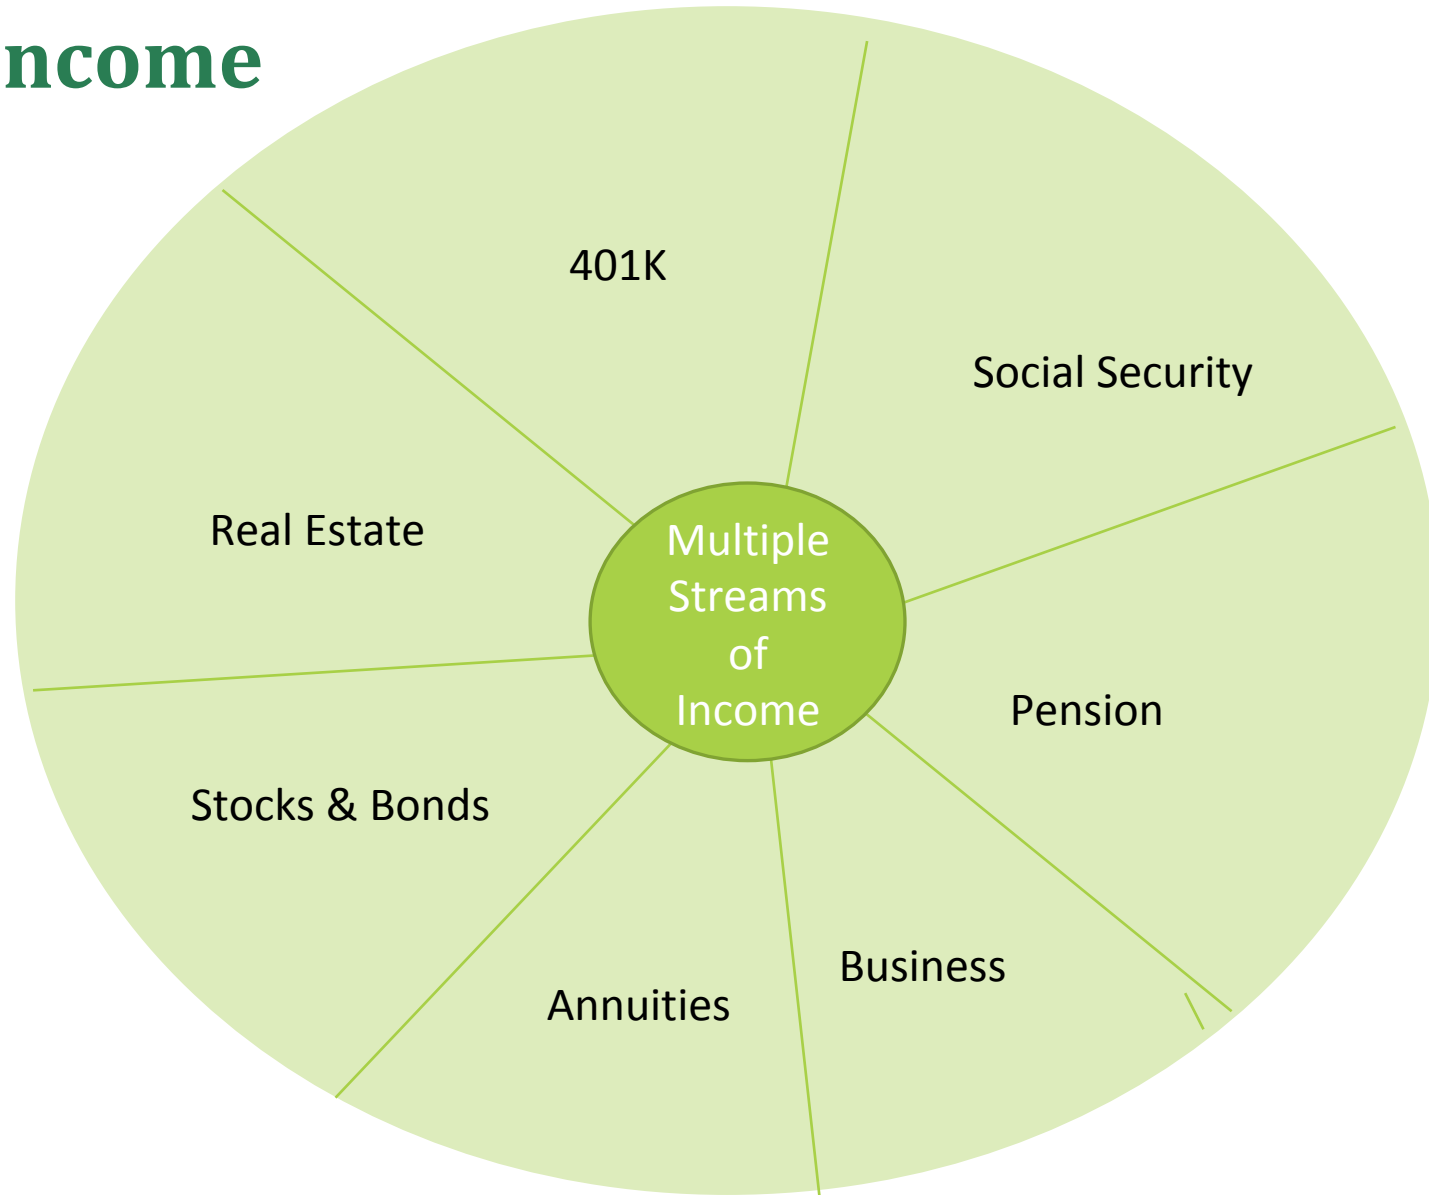 ncome
401K
Social Security
Real Estate
Multiple
Streams
of
Income
Pension
Stocks & Bonds
Business
Annuities